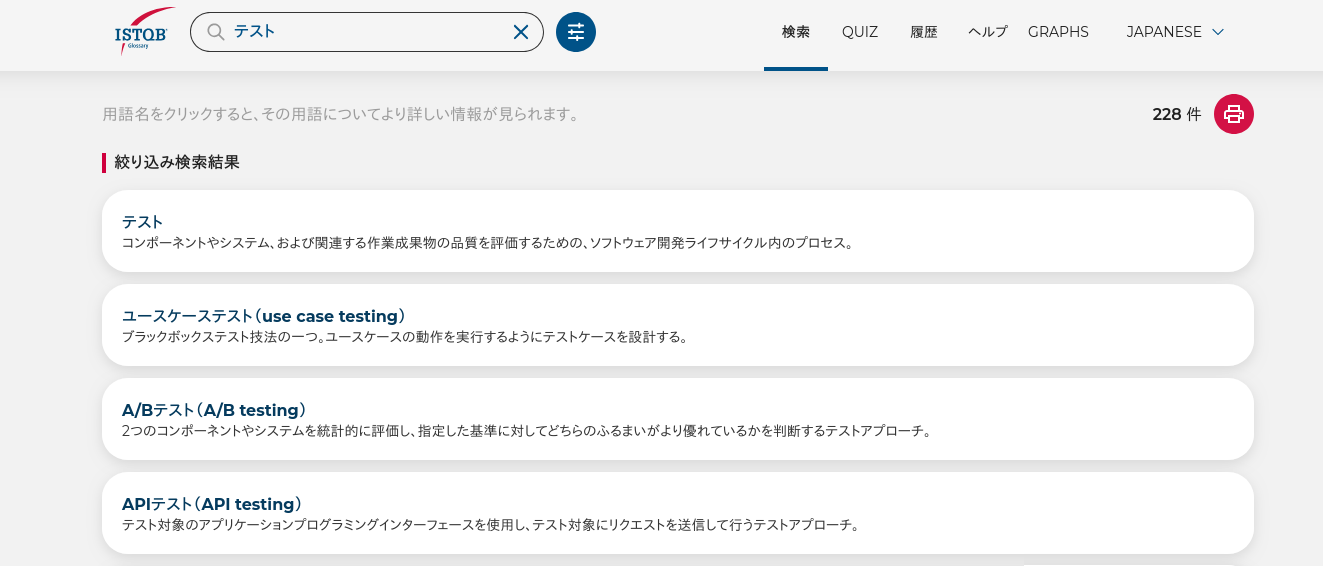 ISTQB
Glossary
テスト
検索
QUIZ
履歴
ヘルプ
GRAPHS
JAPANESE
用語名をクリックすると、その用語についてより詳しい情報が見られます。
228 件
絞り込み検索結果
テスト
コンポーネントやシステム、および関連する作業成果物の品質を評価するための、ソフトウェア開発ライフサイクル内のプロセス。
ユースケーステスト（use case testing）
ブラックボックステスト技法の一つ。ユースケースの動作を実行するようにテストケースを設計する。
A/Bテスト（A/B testing）
2つのコンポーネントやシステムを統計的に評価し、指定した基準に対してどちらのふるまいがより優れているかを判断するテストアプローチ。
APIテスト（API testing）
テスト対象のアプリケーションプログラミングインターフェースを使用し、テスト対象にリクエストを送信して行うテストアプローチ。